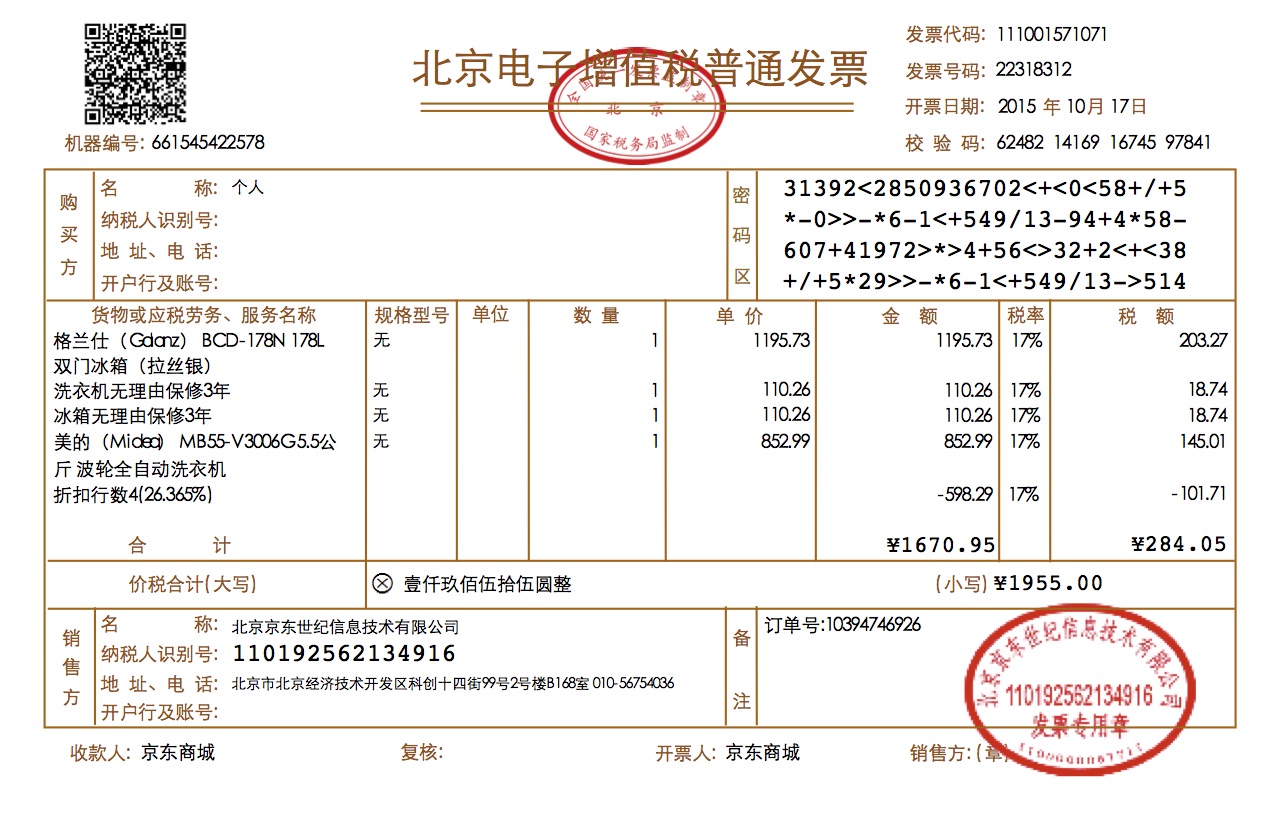 北京电子增值税普通发票
全国统一发票监制章
北京
国家税务局监制
发票代码: 111001571071
发票号码: 22318312
开票日期: 2015 年 10月 17日
校 验 码: 62482 14169 16745 97841
机器编号: 661545422578
购买方
名 称: 个人
纳税人识别号:
地 址、电 话:
开户行及账号:
密码区
31392<2850936702<+<0<58+/+5
*-0>>-*6-1<+549/13-94+4*58-
607+41972>*>4+56<>32+2<+<38
+/+5*29>>-*6-1<+549/13->514
货物或应税劳务、服务名称 规格型号 单位 数 量 单 价 金 额 税率 税 额
格兰仕（Galanz） BCD-178N 178L 无 1 1195.73 1195.73 17% 203.27
双门冰箱（拉丝银）
洗衣机无理由保修3年 无 1 110.26 110.26 17% 18.74
冰箱无理由保修3年 无 1 110.26 110.26 17% 18.74
美的（Midea） MB55-V3006G5.5公 无 1 852.99 852.99 17% 145.01
斤 波轮全自动洗衣机
折扣行数4(26.365%) -598.29 17% -101.71
合 计 ¥1670.95 ¥284.05
价税合计(大写) ⊗ 壹仟玖佰伍拾伍圆整 (小写) ¥1955.00
销售方
名 称: 北京京东世纪信息技术有限公司
纳税人识别号: 110192562134916
地 址、电 话: 北京市北京经济技术开发区科创十四街99号2号楼B168室 010-56754036
开户行及账号:
备注
订单号:10394746926
北京京东世纪信息技术有限公司
110192562134916
发票专用章
收款人: 京东商城 复核: 开票人: 京东商城 销售方: (章)